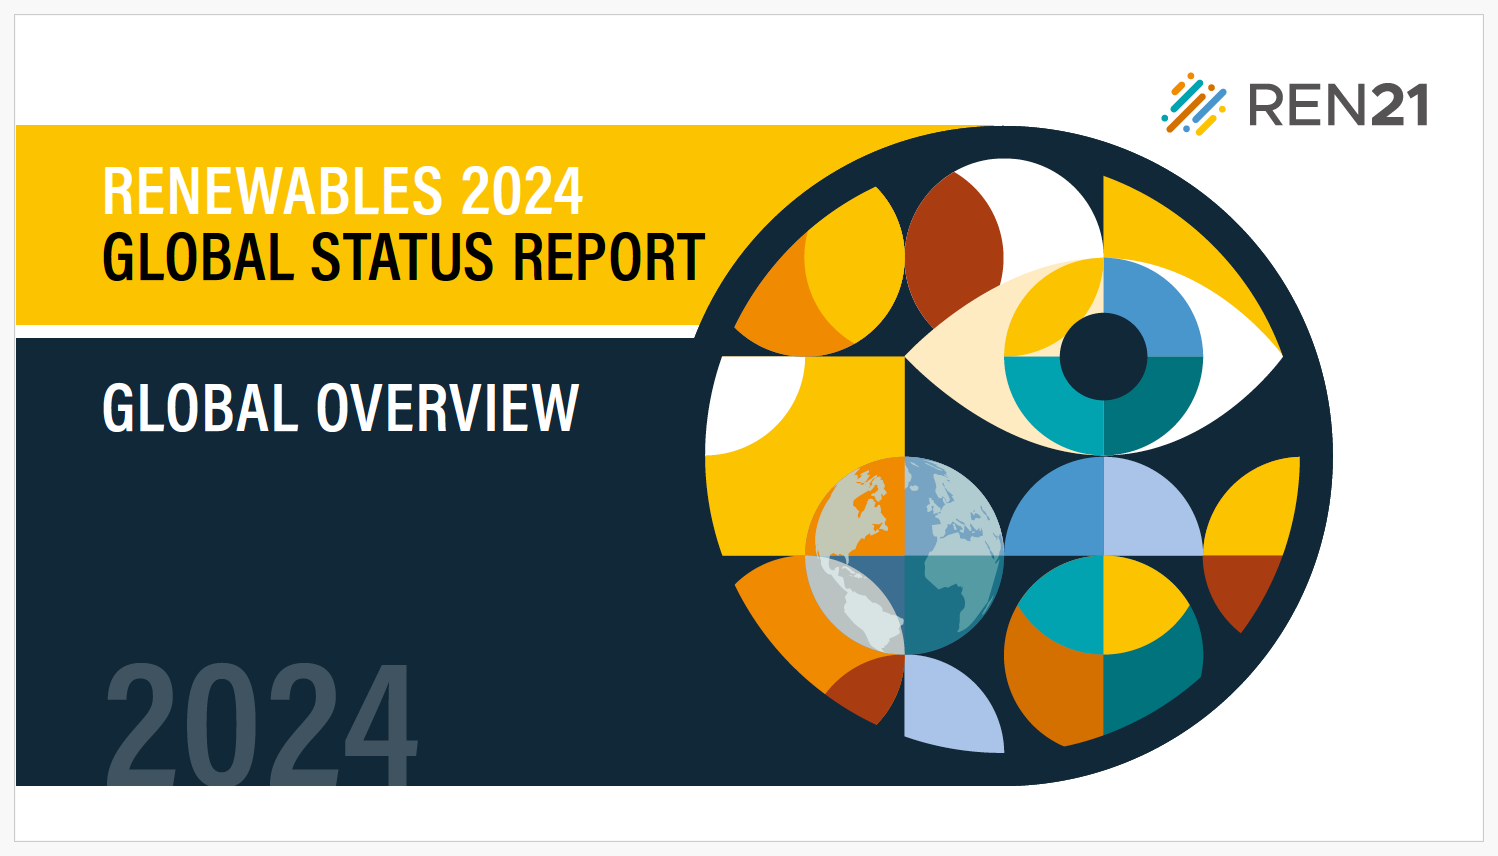 REN21
RENEWABLES 2024
GLOBAL STATUS REPORT
GLOBAL OVERVIEW
2024